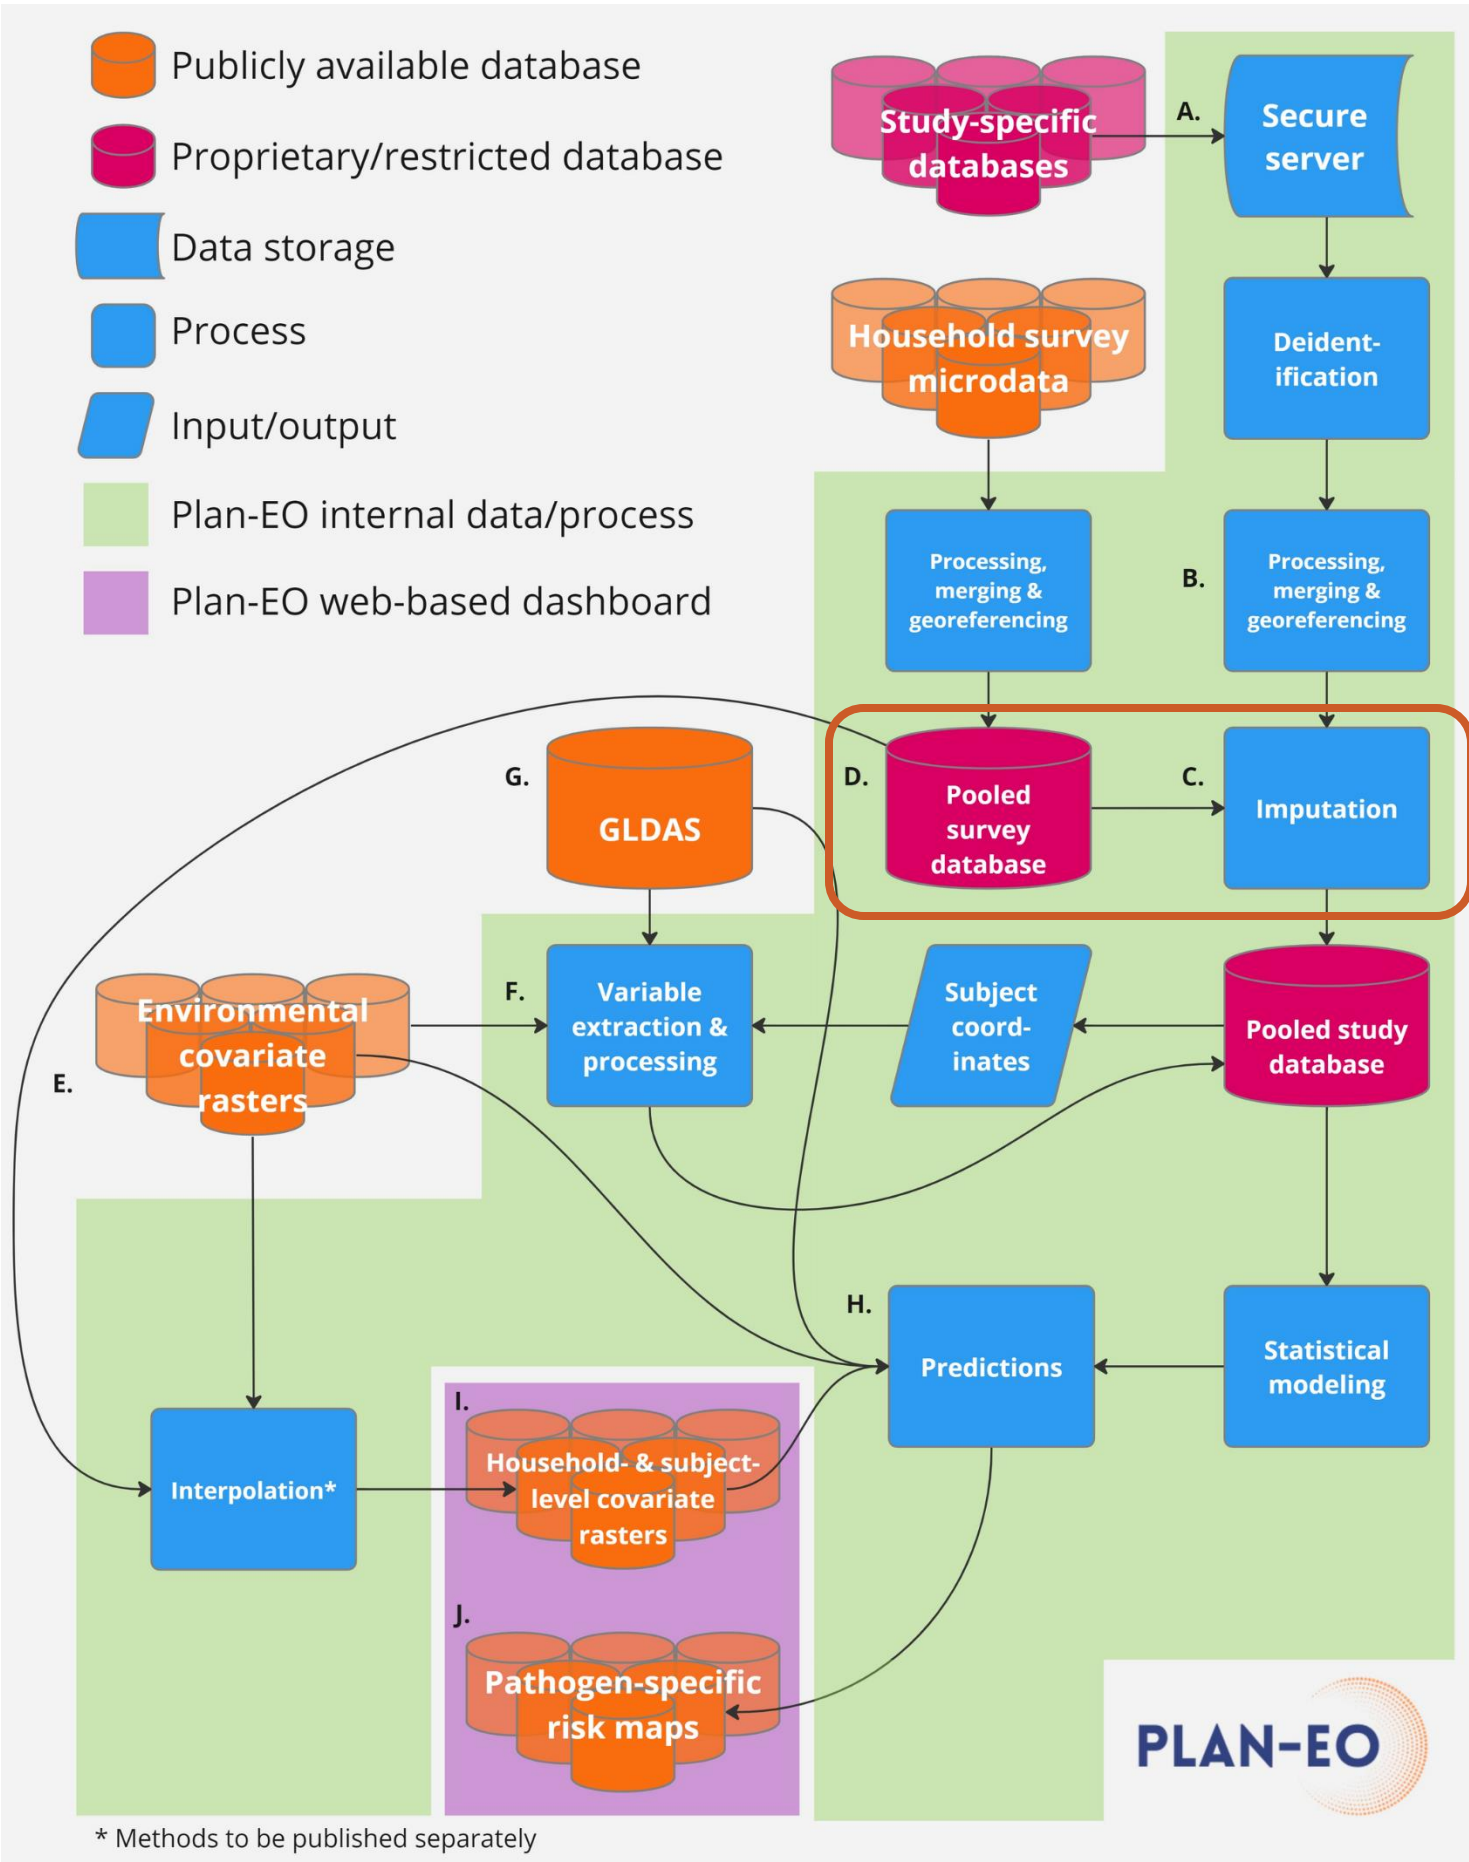 Publicly available database
Proprietary/restricted database
Data storage
Process
Input/output
Plan-EO internal data/process
Plan-EO web-based dashboard
Study-specific
databases
A.
Secure
server
Household survey
microdata
Deident-
ification
Processing,
merging &
georeferencing
B.
Processing,
merging &
georeferencing
G.
GLDAS
D.
Pooled
survey
database
C.
Imputation
E.
Environmental
covariate
rasters
F.
Variable
extraction &
processing
Subject
coord-
inates
Pooled study
database
H.
Predictions
Statistical
modeling
Interpolation*
I.
Household- & subject-
level covariate
rasters
J.
Pathogen-specific
risk maps
PLAN-EO
* Methods to be published separately